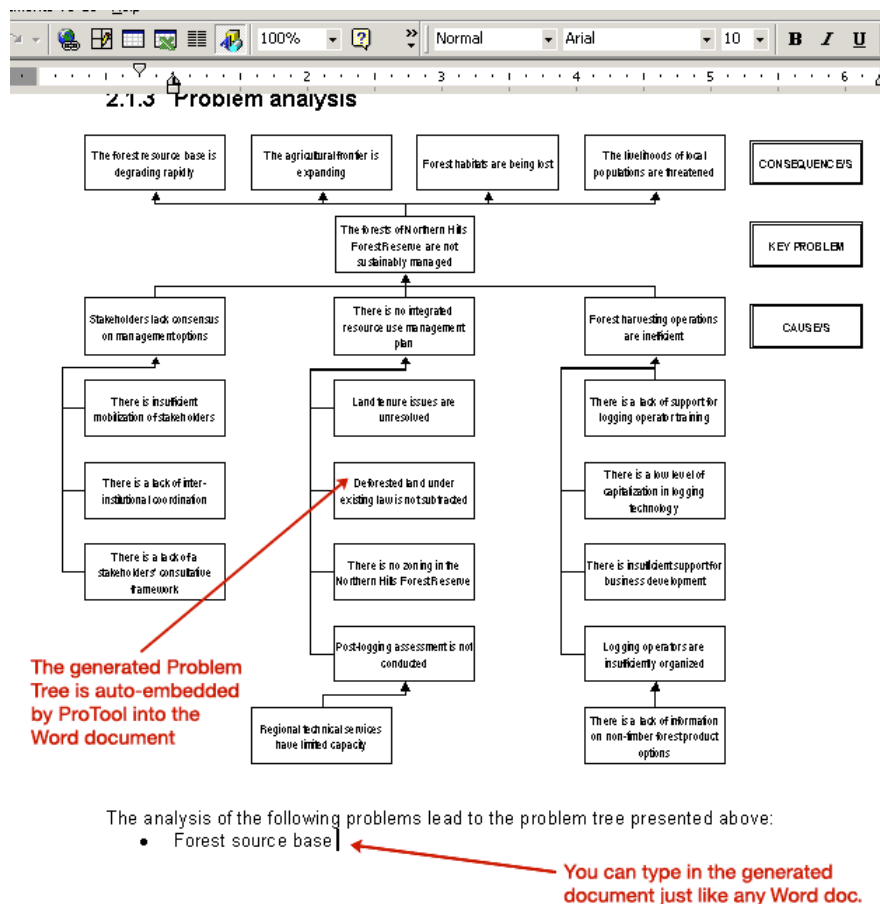 Help
100%
Normal
Arial
10
B I U
1 2 3 4 5 6
2.1.3 Problem analysis
The forest resource base is
degrading rapidly
The agricultural frontier is
expanding
Forest habitats are being lost
The livelihoods of local
populations are threatened
CONSEQUENCE/S
The forests of Northern Hills
Forest Reserve are not
sustainably managed
KEY PROBLEM
Stakeholders lack consensus
on management options
There is no integrated
resource use management
plan
Forest harvesting operations
are inefficient
CAUSE/S
There is insufficient
mobilization of stakeholders
Land tenure issues are
unresolved
There is a lack of support for
logging operator training
There is a lack of inter-
institutional coordination
Deforested land under
existing law is not subtracted
There is a low level of
capitalization in logging
technology
There is a lack of a
stakeholders' consultative
framework
There is no zoning in the
Northern Hills Forest Reserve
There is insufficient support for
business development
Post-logging assessment is not
conducted
Logging operators are
insufficiently organized
The generated Problem
Tree is auto-embedded
by ProTool into the
Word document
Regional technical services
have limited capacity
There is a lack of information
on non-timber forest product
options
The analysis of the following problems lead to the problem tree presented above:
• Forest source base
You can type in the generated
document just like any Word doc.